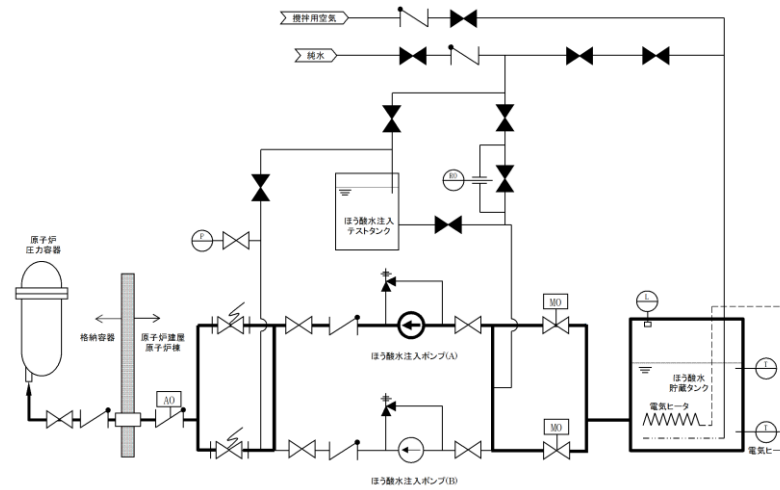 攪拌用空気
純水
RO
ほう酸水注入
テストタンク
P
原子炉
圧力容器
格納容器
原子炉建屋
原子炉棟
MO
L
ほう酸水注入ポンプ(A)
T
ほう酸水
貯蔵タンク
電気ヒータ
AO
MO
T
電気ヒー
ほう酸水注入ポンプ(B)